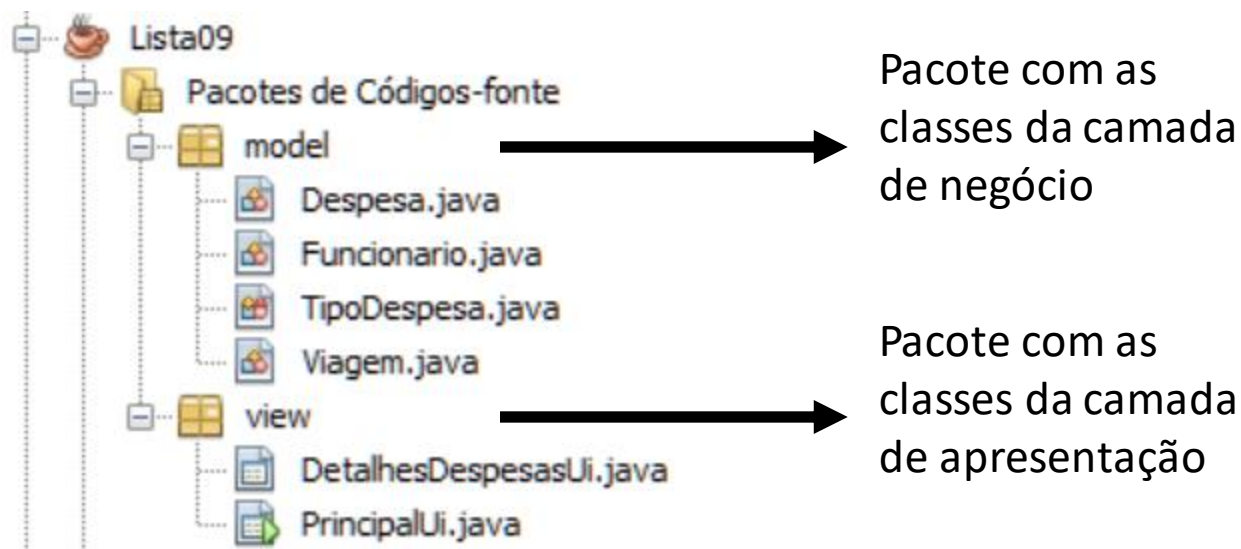 Lista09
Pacotes de Códigos-fonte
model
Despesa.java
Funcionario.java
TipoDespesa.java
Viagem.java
view
DetalhesDespesasUi.java
PrincipalUi.java
Pacote com as
classes da camada
de negócio
Pacote com as
classes da camada
de apresentação